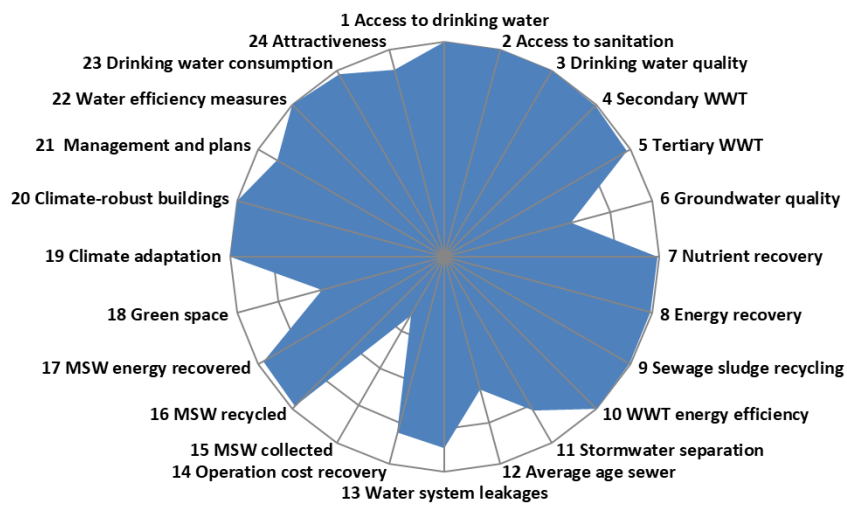 1 Access to drinking water
24 Attractiveness
2 Access to sanitation
23 Drinking water consumption
3 Drinking water quality
22 Water efficiency measures
4 Secondary WWT
21 Management and plans
5 Tertiary WWT
20 Climate-robust buildings
6 Groundwater quality
19 Climate adaptation
7 Nutrient recovery
18 Green space
8 Energy recovery
17 MSW energy recovered
9 Sewage sludge recycling
16 MSW recycled
10 WWT energy efficiency
15 MSW collected
11 Stormwater separation
14 Operation cost recovery
12 Average age sewer
13 Water system leakages